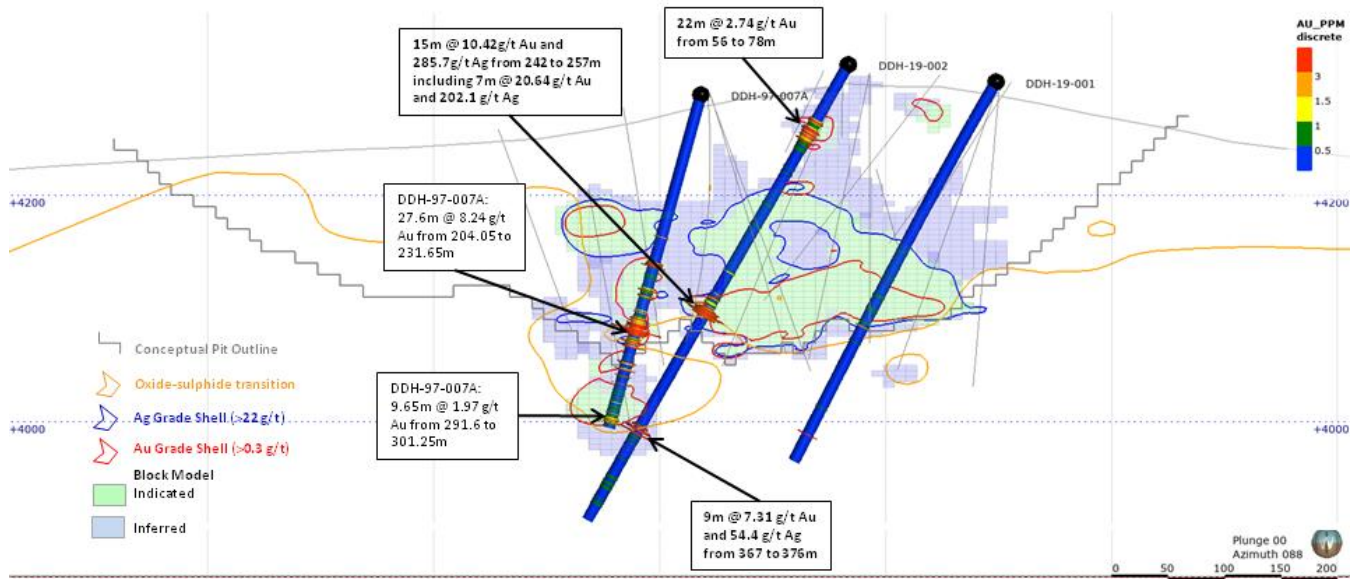 22m @ 2.74 g/t Au
from 56 to 78m
15m @ 10.42g/t Au and
285.7g/t Ag from 242 to 257m
including 7m @ 20.64 g/t Au
and 202.1 g/t Ag
AU_PPM
discrete
3
1.5
1
0.5
DDH-97-007A
DDH-19-002
DDH-19-001
+4200
+4200
DDH-97-007A:
27.6m @ 8.24 g/t
Au from 204.05 to
231.65m
Conceptual Pit Outline
Oxide-sulphide transition
Ag Grade Shell (>22 g/t)
Au Grade Shell (>0.3 g/t)
Block Model
Indicated
Inferred
DDH-97-007A:
9.65m @ 1.97 g/t
Au from 291.6 to
301.25m
+4000
+4000
9m @ 7.31 g/t Au
and 54.4 g/t Ag
from 367 to 376m
Plunge 00
Azimuth 088
0 50 100 150 200